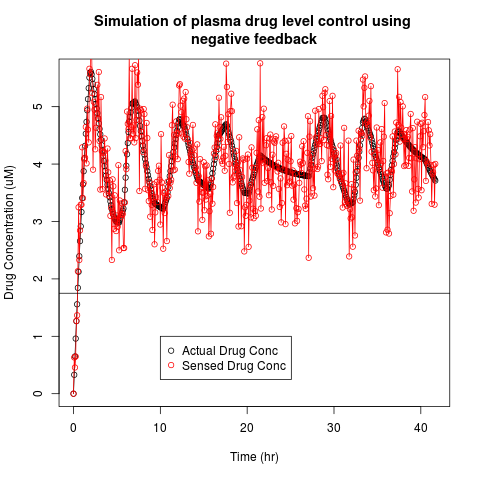 Simulation of plasma drug level control using
negative feedback
Drug Concentration (uM)
5
4
3
2
1
0
Actual Drug Conc
Sensed Drug Conc
0 10 20 30 40
Time (hr)